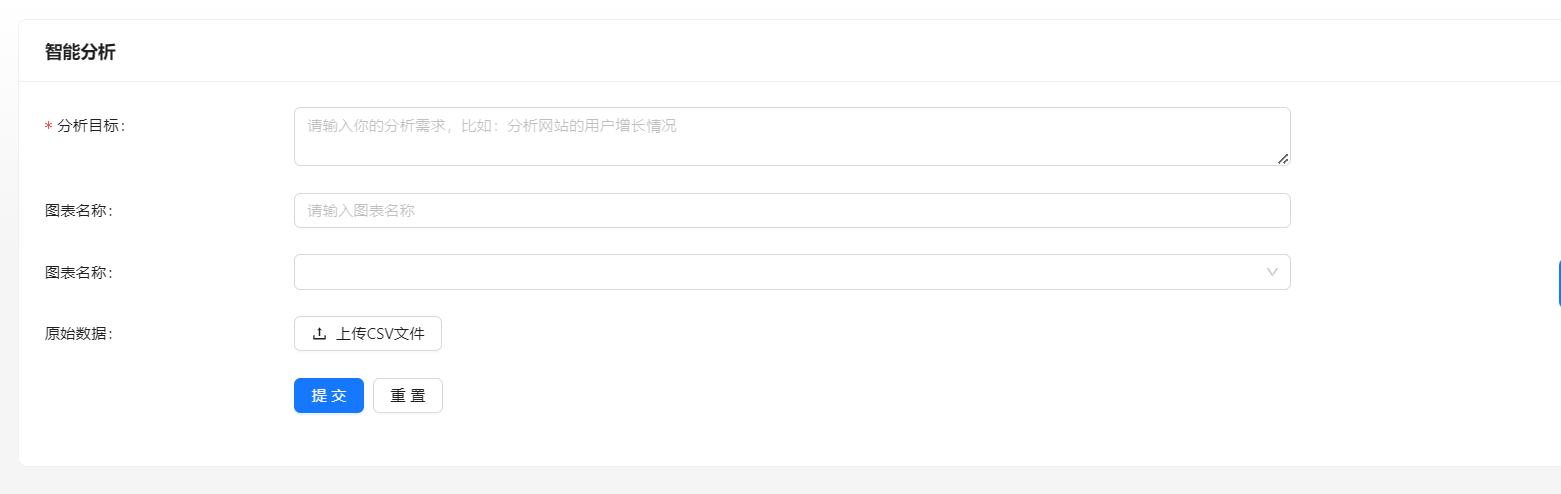 智能分析
* 分析目标：
请输入你的分析需求，比如：分析网站的用户增长情况
图表名称：
请输入图表名称
图表名称：
原始数据：
上传CSV文件
提 交
重 置